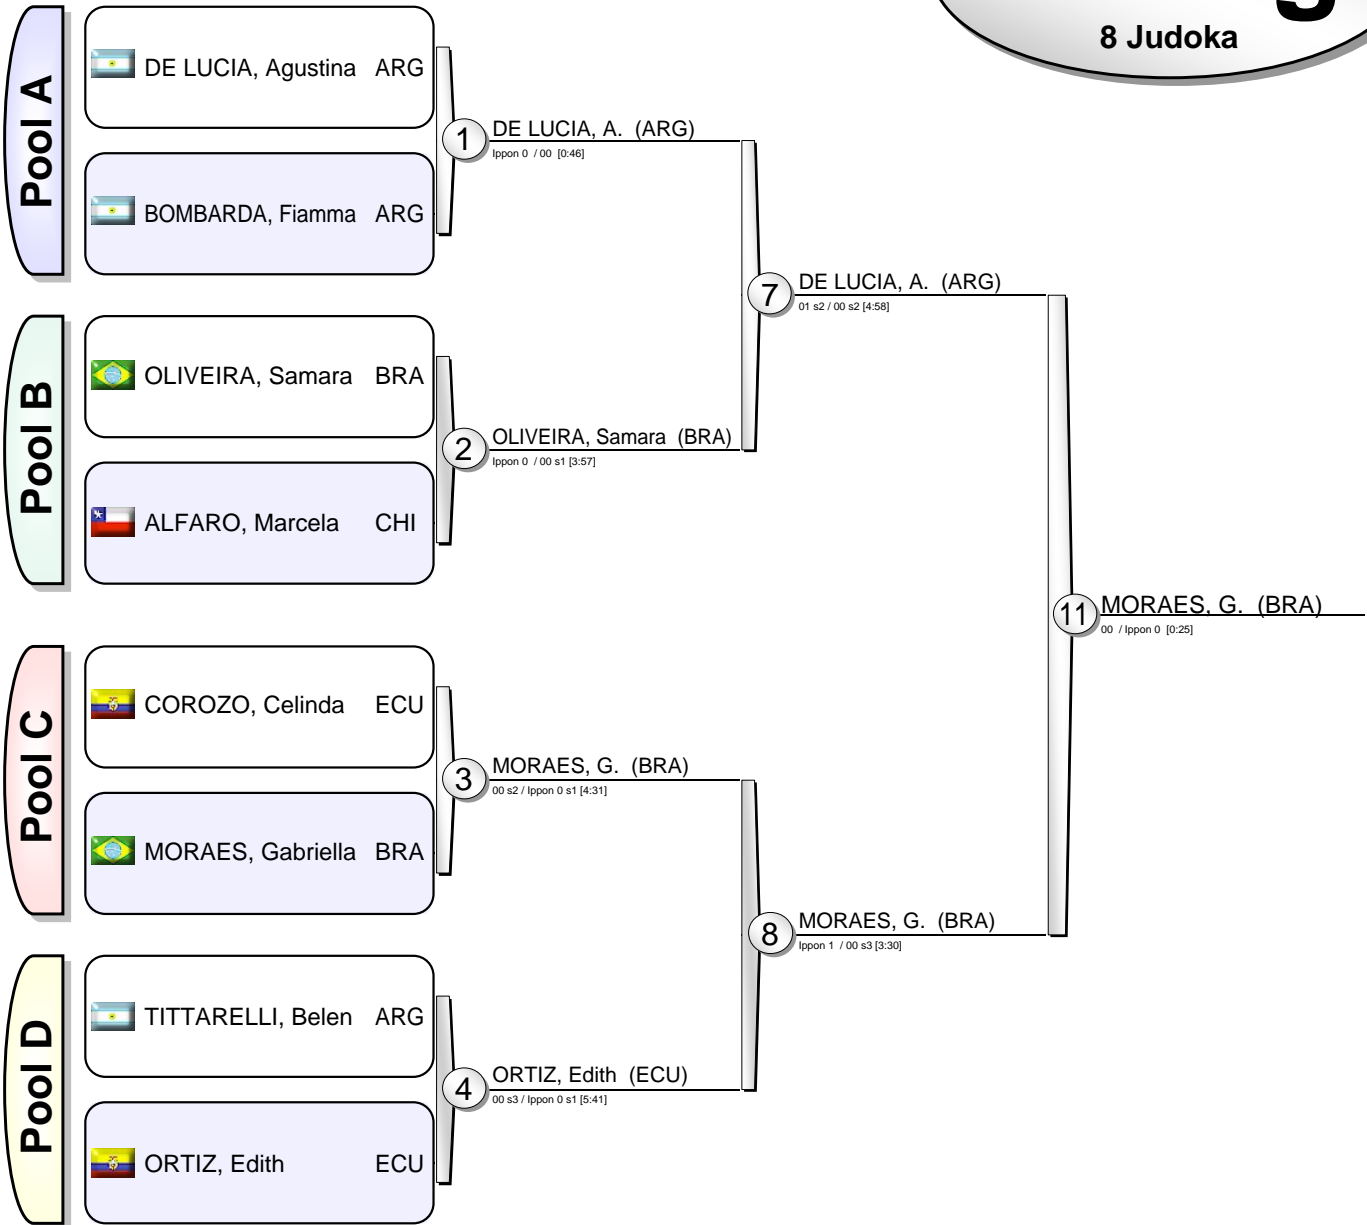 8 Judoka
Pool A
DE LUCIA, Agustina ARG
BOMBARDA, Fiamma ARG
1 DE LUCIA, A. (ARG)
Ippon 0 / 00 [0:46]
Pool B
OLIVEIRA, Samara BRA
ALFARO, Marcela CHI
2 OLIVEIRA, Samara (BRA)
Ippon 0 / 00 s1 [3:57]
7 DE LUCIA, A. (ARG)
01 s2 / 00 s2 [4:58]
Pool C
COROZO, Celinda ECU
MORAES, Gabriella BRA
3 MORAES, G. (BRA)
00 s2 / Ippon 0 s1 [4:31]
Pool D
TITTARELLI, Belen ARG
ORTIZ, Edith ECU
4 ORTIZ, Edith (ECU)
00 s3 / Ippon 0 s1 [5:41]
8 MORAES, G. (BRA)
Ippon 1 / 00 s3 [3:30]
11 MORAES, G. (BRA)
00 / Ippon 0 [0:25]